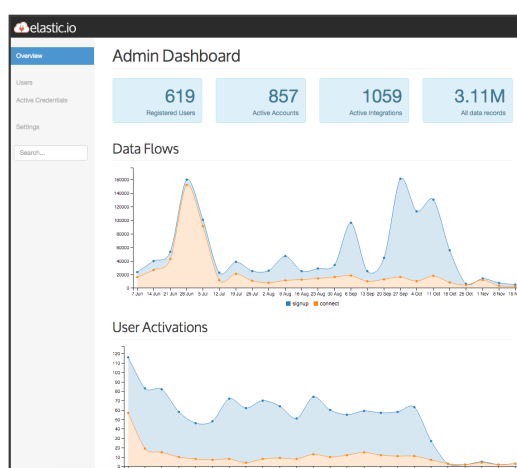 elastic.io
Overview
Users
Active Credentials
Settings
Search...
Admin Dashboard
619
Registered Users
857
Active Accounts
1059
Active Integrations
3.11M
All data records
Data Flows
160000
140000
120000
100000
80000
60000
40000
20000
0
7 Jun 14 Jun 21 Jun 28 Jun 5 Jul 12 Jul 19 Jul 26 Jul 2 Aug 9 Aug 16 Aug 23 Aug 30 Aug 6 Sep 13 Sep 20 Sep 27 Sep 4 Oct 11 Oct 18 Oct 25 Oct 1 Nov 8 Nov 15 N
signup connect
User Activations
120
110
100
90
80
70
60
50
40
30
20
10
0